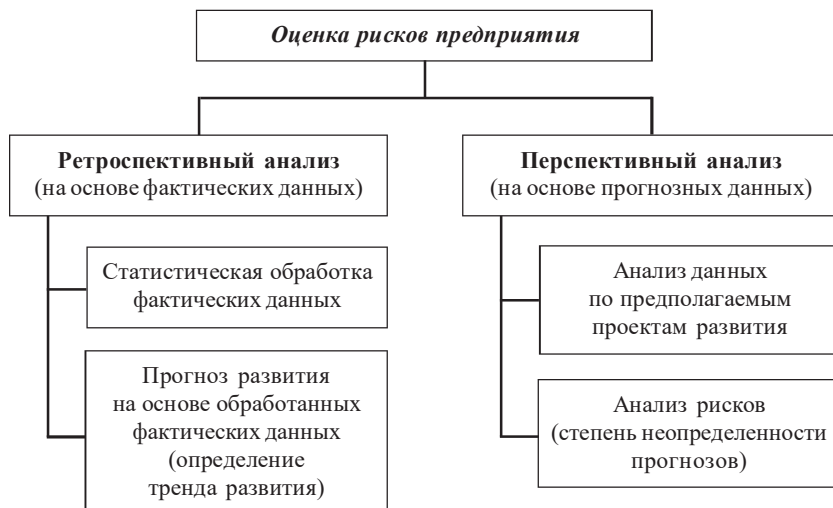 Оценка рисков предприятия
Ретроспективный анализ
(на основе фактических данных)
Статистическая обработка
фактических данных
Прогноз развития
на основе обработанных
фактических данных
(определение
тренда развития)
Перспективный анализ
(на основе прогнозных данных)
Анализ данных
по предполагаемым
проектам развития
Анализ рисков
(степень неопределенности
прогнозов)